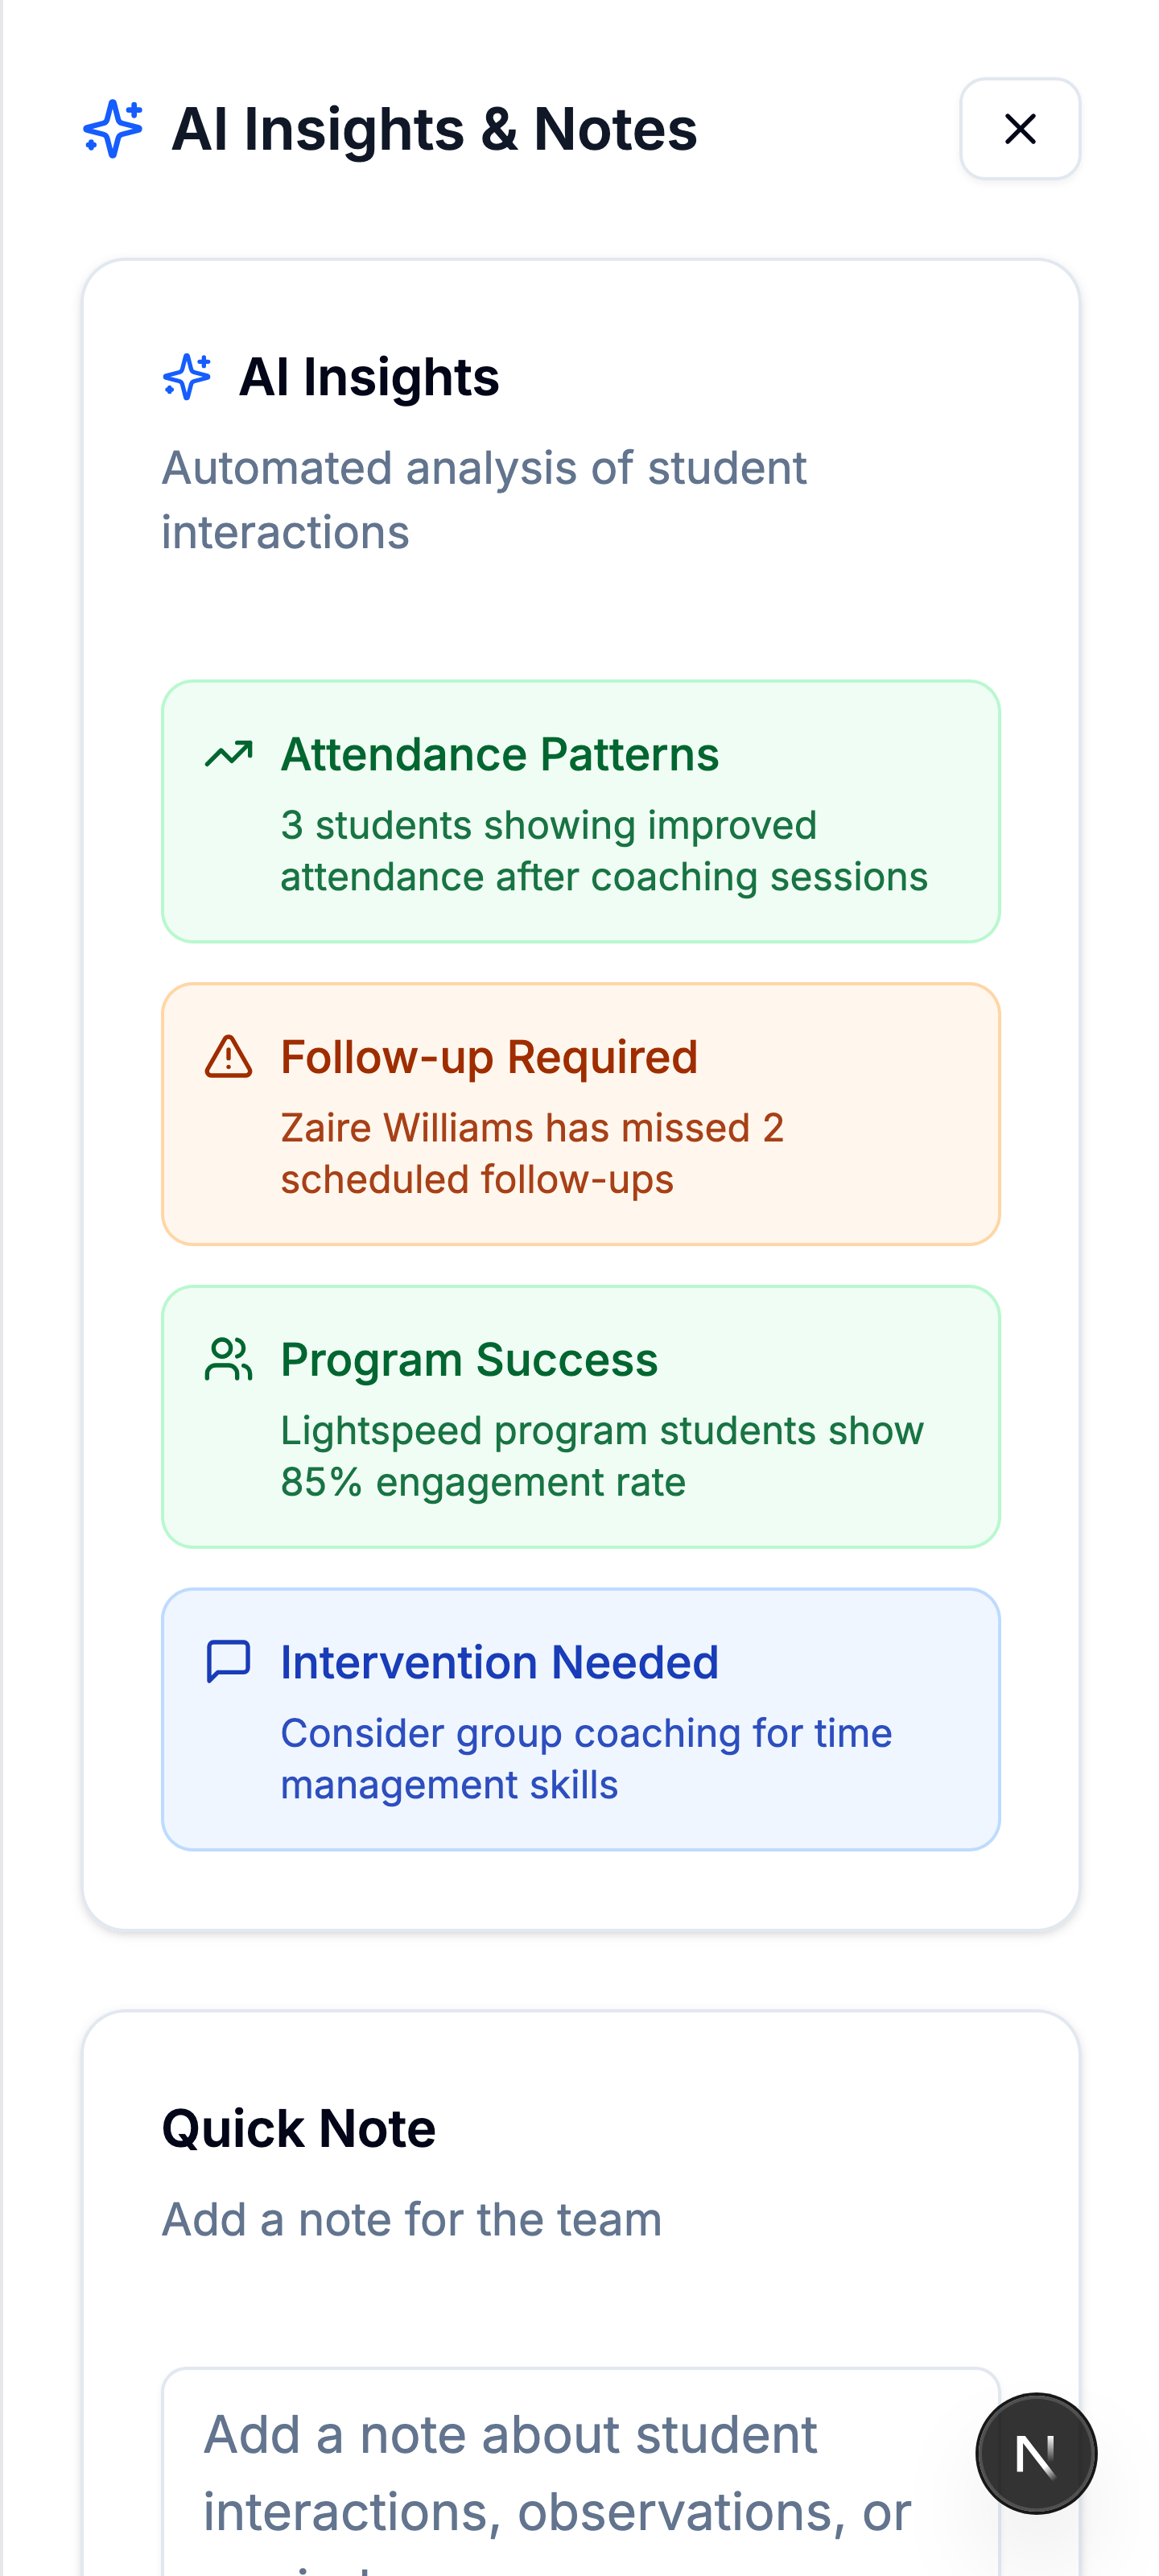 AI Insights & Notes
AI Insights
Automated analysis of student
interactions
Attendance Patterns
3 students showing improved
attendance after coaching sessions
Follow-up Required
Zaire Williams has missed 2
scheduled follow-ups
Program Success
Lightspeed program students show
85% engagement rate
Intervention Needed
Consider group coaching for time
management skills
Quick Note
Add a note for the team
Add a note about student
interactions, observations, or
N